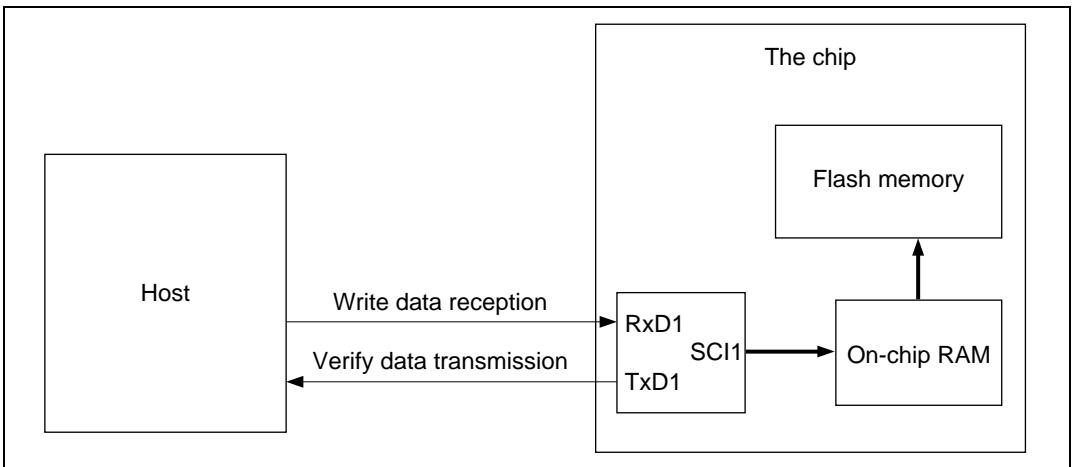 The chip
Flash memory
Host
Write data reception
RxD1
SCI1
On-chip RAM
Verify data transmission
TxD1